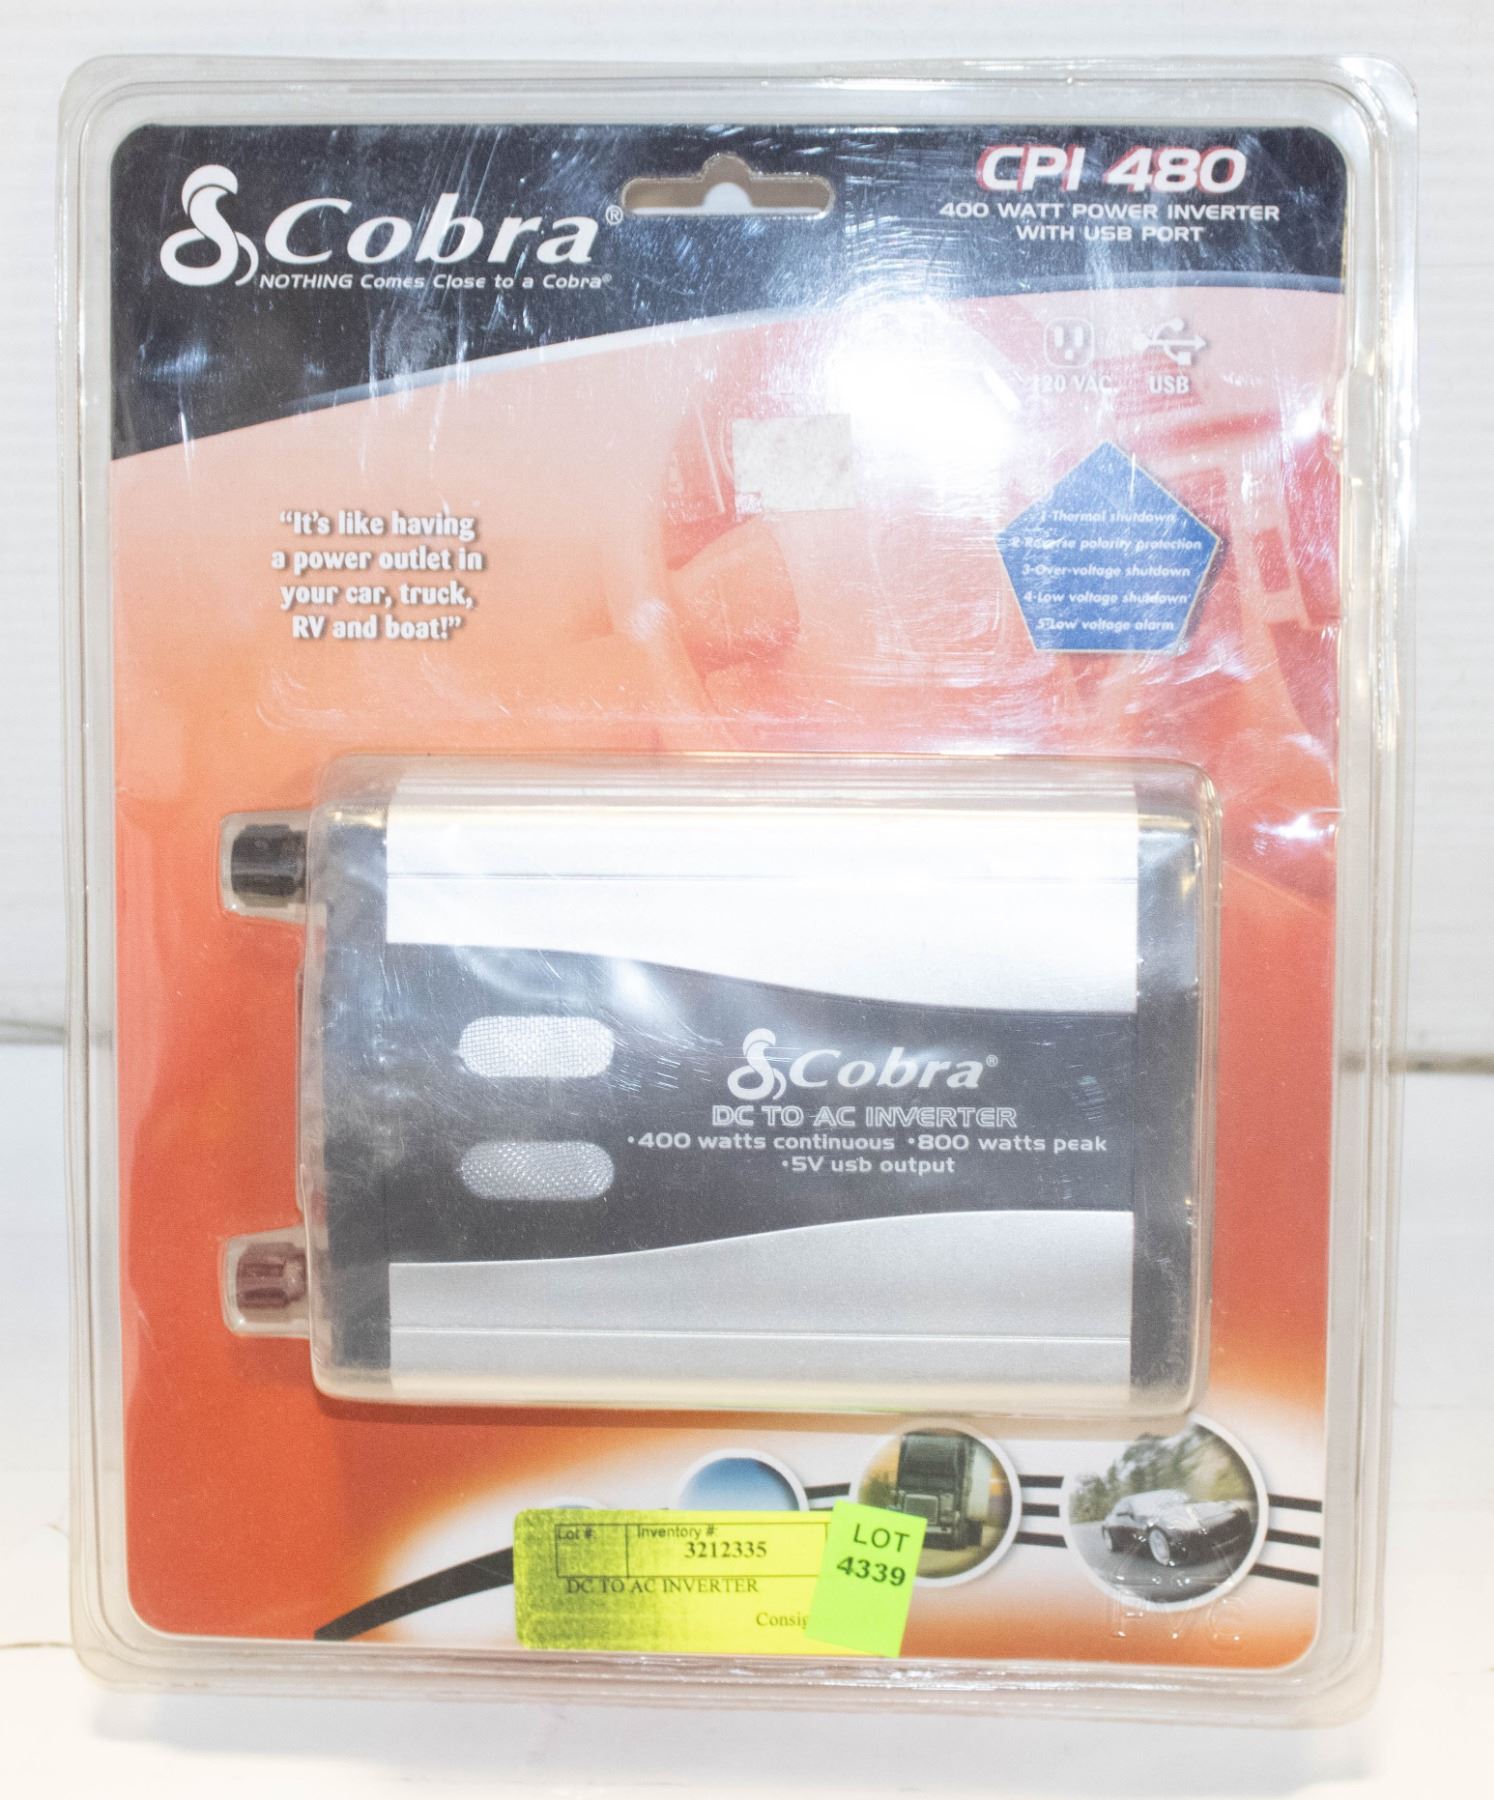 Cobra®
NOTHING Comes Close to a Cobra®
CPI 480
400 WATT POWER INVERTER
WITH USB PORT
120 VAC USB
1-Thermal shutdown
2-Reverse polarity protection
3-Over-voltage shutdown
4-Low voltage shutdown
5-Low voltage alarm
"It's like having
a power outlet in
your car, truck,
RV and boat!"
Cobra®
DC TO AC INVERTER
•400 watts continuous •800 watts peak
•5V usb output
Lot #: Inventory #:
3212335
DC TO AC INVERTER
LOT
4339
PVC